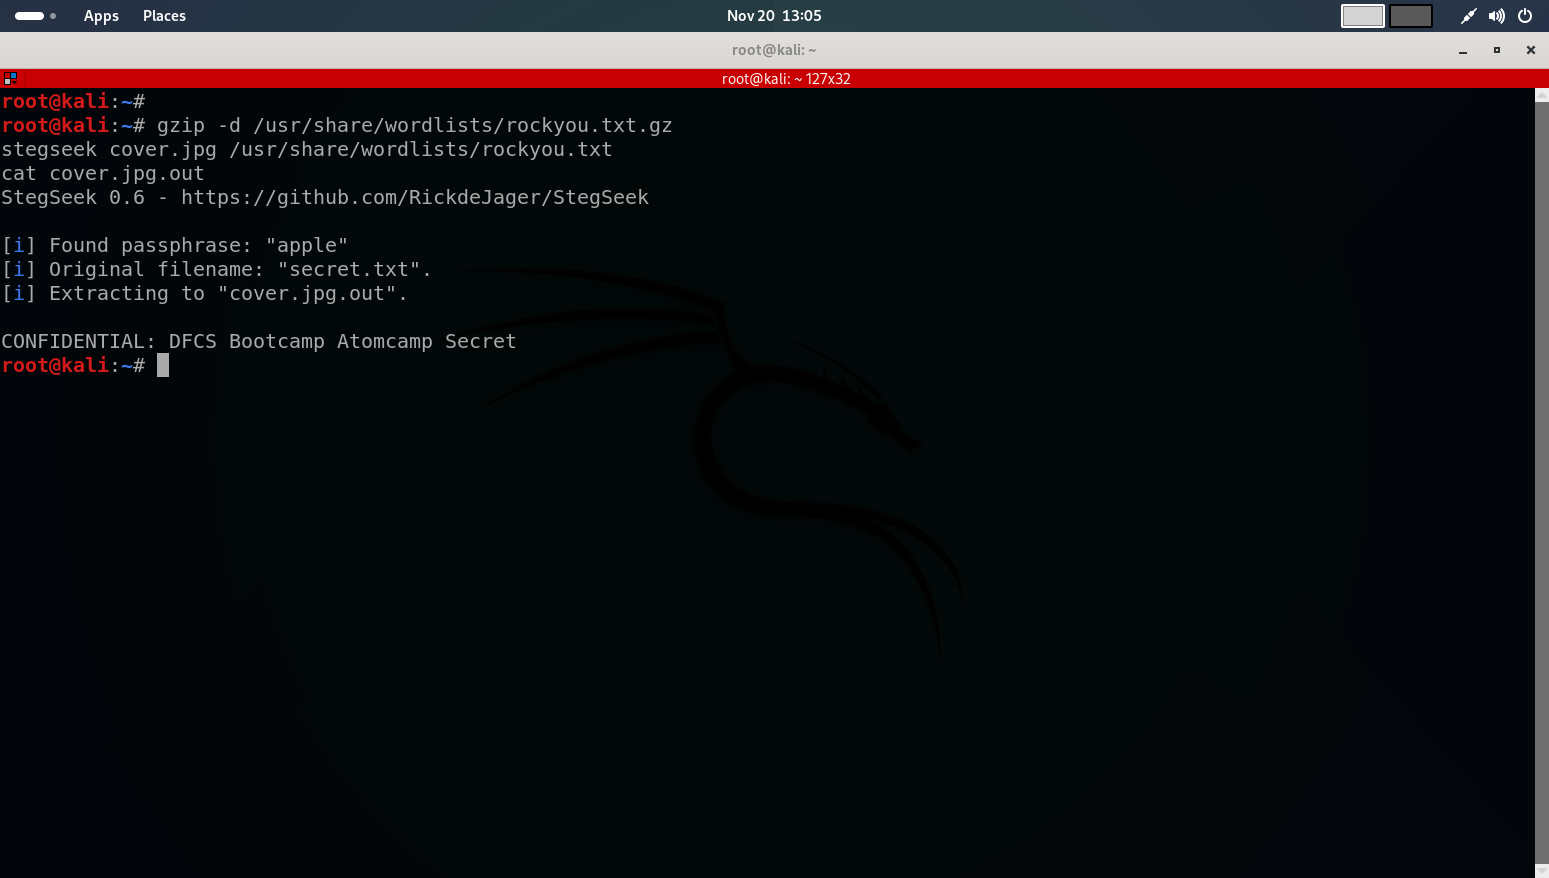 Apps Places Nov 20 13:05
root@kali: ~
root@kali: ~ 127x32
root@kali:~#
root@kali:~# gzip -d /usr/share/wordlists/rockyou.txt.gz
stegseek cover.jpg /usr/share/wordlists/rockyou.txt
cat cover.jpg.out
StegSeek 0.6 - https://github.com/RickdeJager/StegSeek
[i] Found passphrase: "apple"
[i] Original filename: "secret.txt".
[i] Extracting to "cover.jpg.out".
CONFIDENTIAL: DFCS Bootcamp Atomcamp Secret
root@kali:~#